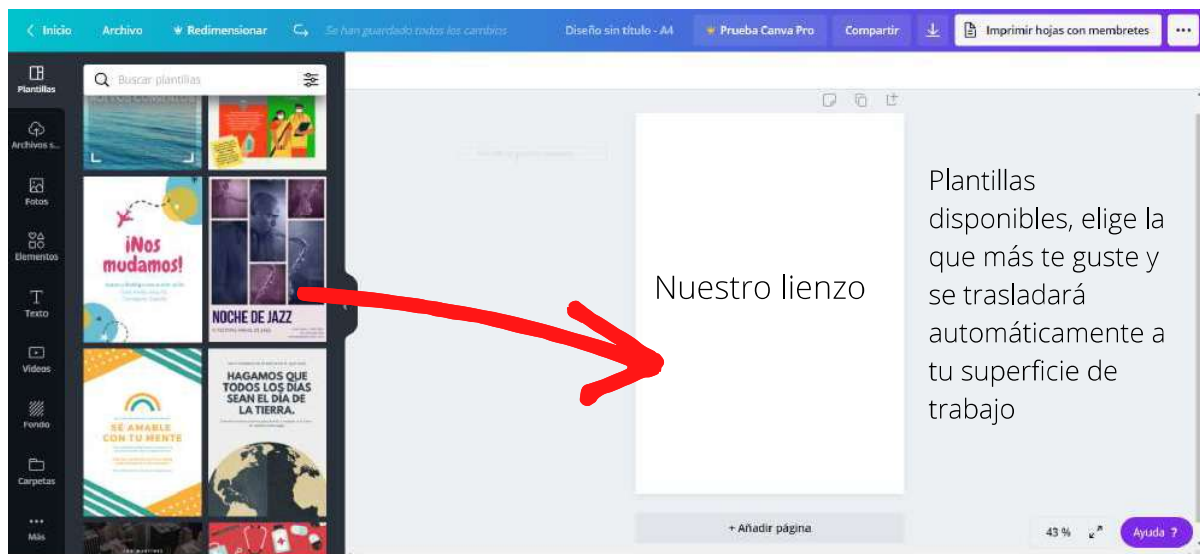 Inicio
Archivo
Redimensionar
Se han guardado todos los cambios
Diseño sin título - A4
Prueba Canva Pro
Compartir
Imprimir hojas con membretes
Plantillas
Archivos s...
Fotos
Elementos
Texto
Videos
Fondo
Carpetas
Más
Buscar plantillas
¡Nos
mudamos!
NOCHE DE JAZZ
SÉ AMABLE
CON TU MENTE
HAGAMOS QUE
TODOS LOS DÍAS
SEAN EL DÍA DE
LA TIERRA.
Nuestro lienzo
+ Añadir página
Plantillas
disponibles, elige la
que más te guste y
se trasladará
automáticamente a
tu superficie de
trabajo
43 %
Ayuda ?